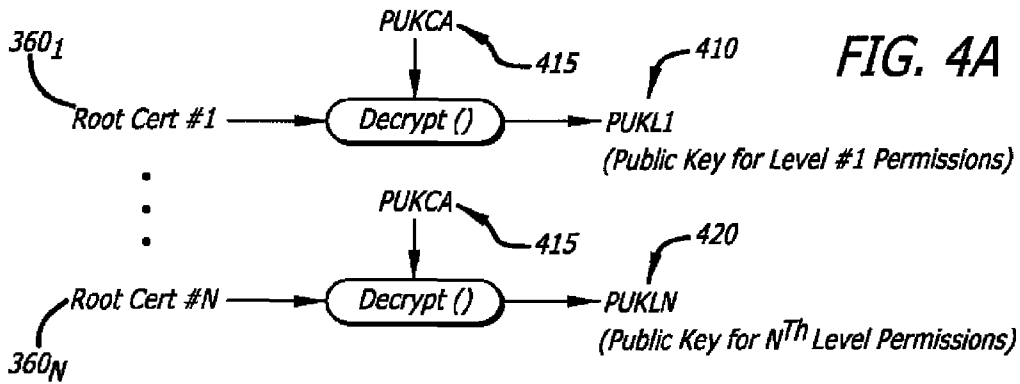 FIG. 4A
PUKCA
360₁
415
410
Root Cert #1
Decrypt ()
PUKL1
(Public Key for Level #1 Permissions)
PUKCA
415
420
Root Cert #N
Decrypt ()
PUKLN
(Public Key for Nᵀʰ Level Permissions)
360N